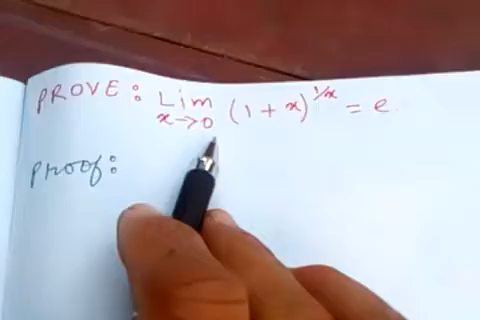 PROVE: Lim (1 + x)^1/x = e
x→0
Proof: